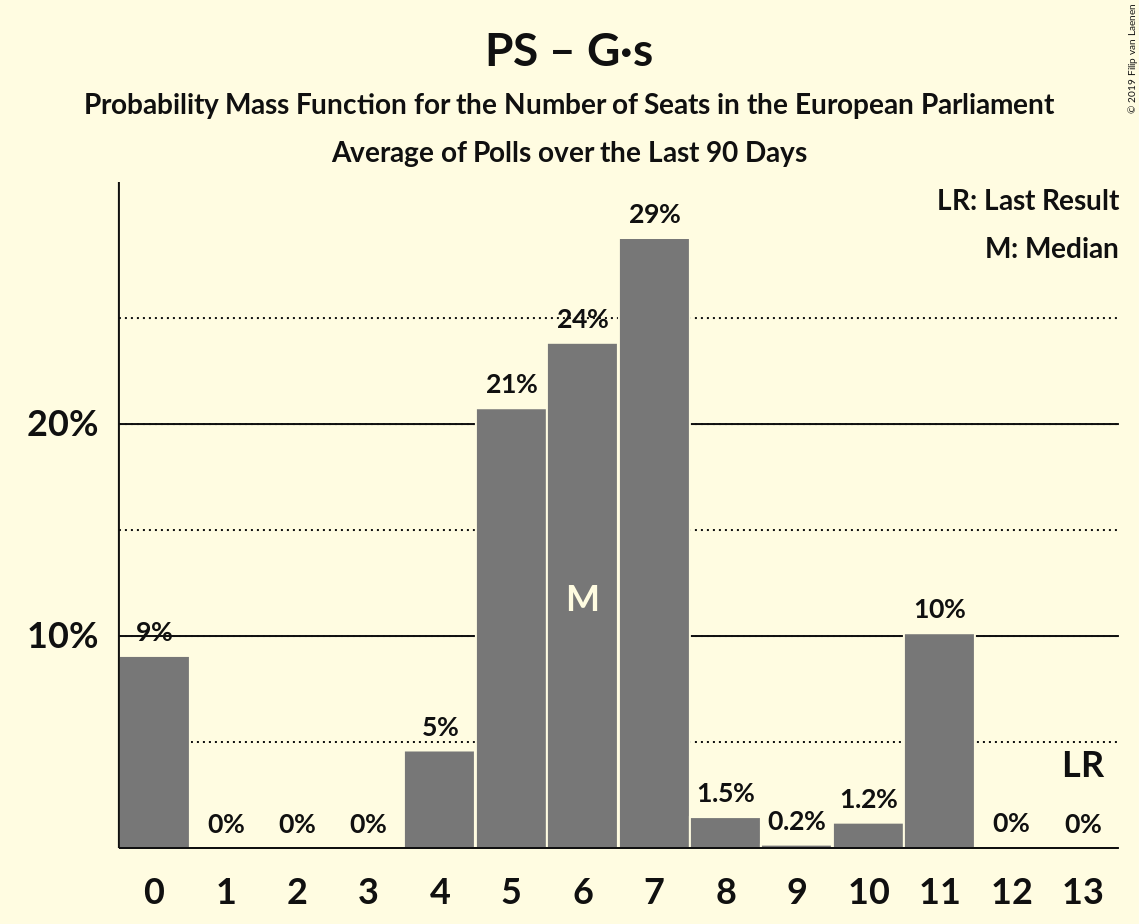 PS – G·s
Probability Mass Function for the Number of Seats in the European Parliament
Average of Polls over the Last 90 Days
© 2019 Filip van Laenen
LR: Last Result
M: Median
29%
24%
21%
20%
M
10%
9%
10%
5%
LR
1.5%
1.2%
0%
0%
0%
0.2%
0%
0%
0 1 2 3 4 5 6 7 8 9 10 11 12 13